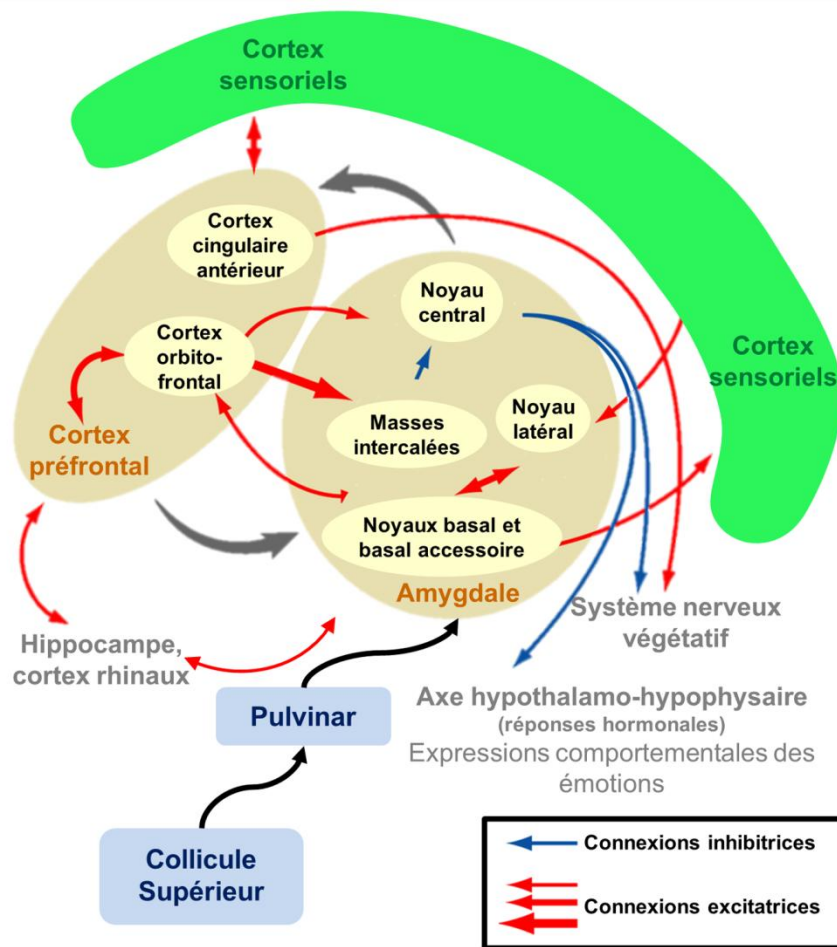 Cortex
sensoriels
Cortex
cingulaire
antérieur
Noyau
central
Cortex
orbito-
frontal
Cortex
sensoriels
Masses
intercalées
Noyau
latéral
Cortex
préfrontal
Noyaux basal et
basal accessoire
Amygdale
Système nerveux
végétatif
Hippocampe,
cortex rhinaux
Pulvinar
Axe hypothalamo-hypophysaire
(réponses hormonales)
Expressions comportementales des
émotions
Collicule
Supérieur
Connexions inhibitrices
Connexions excitatrices